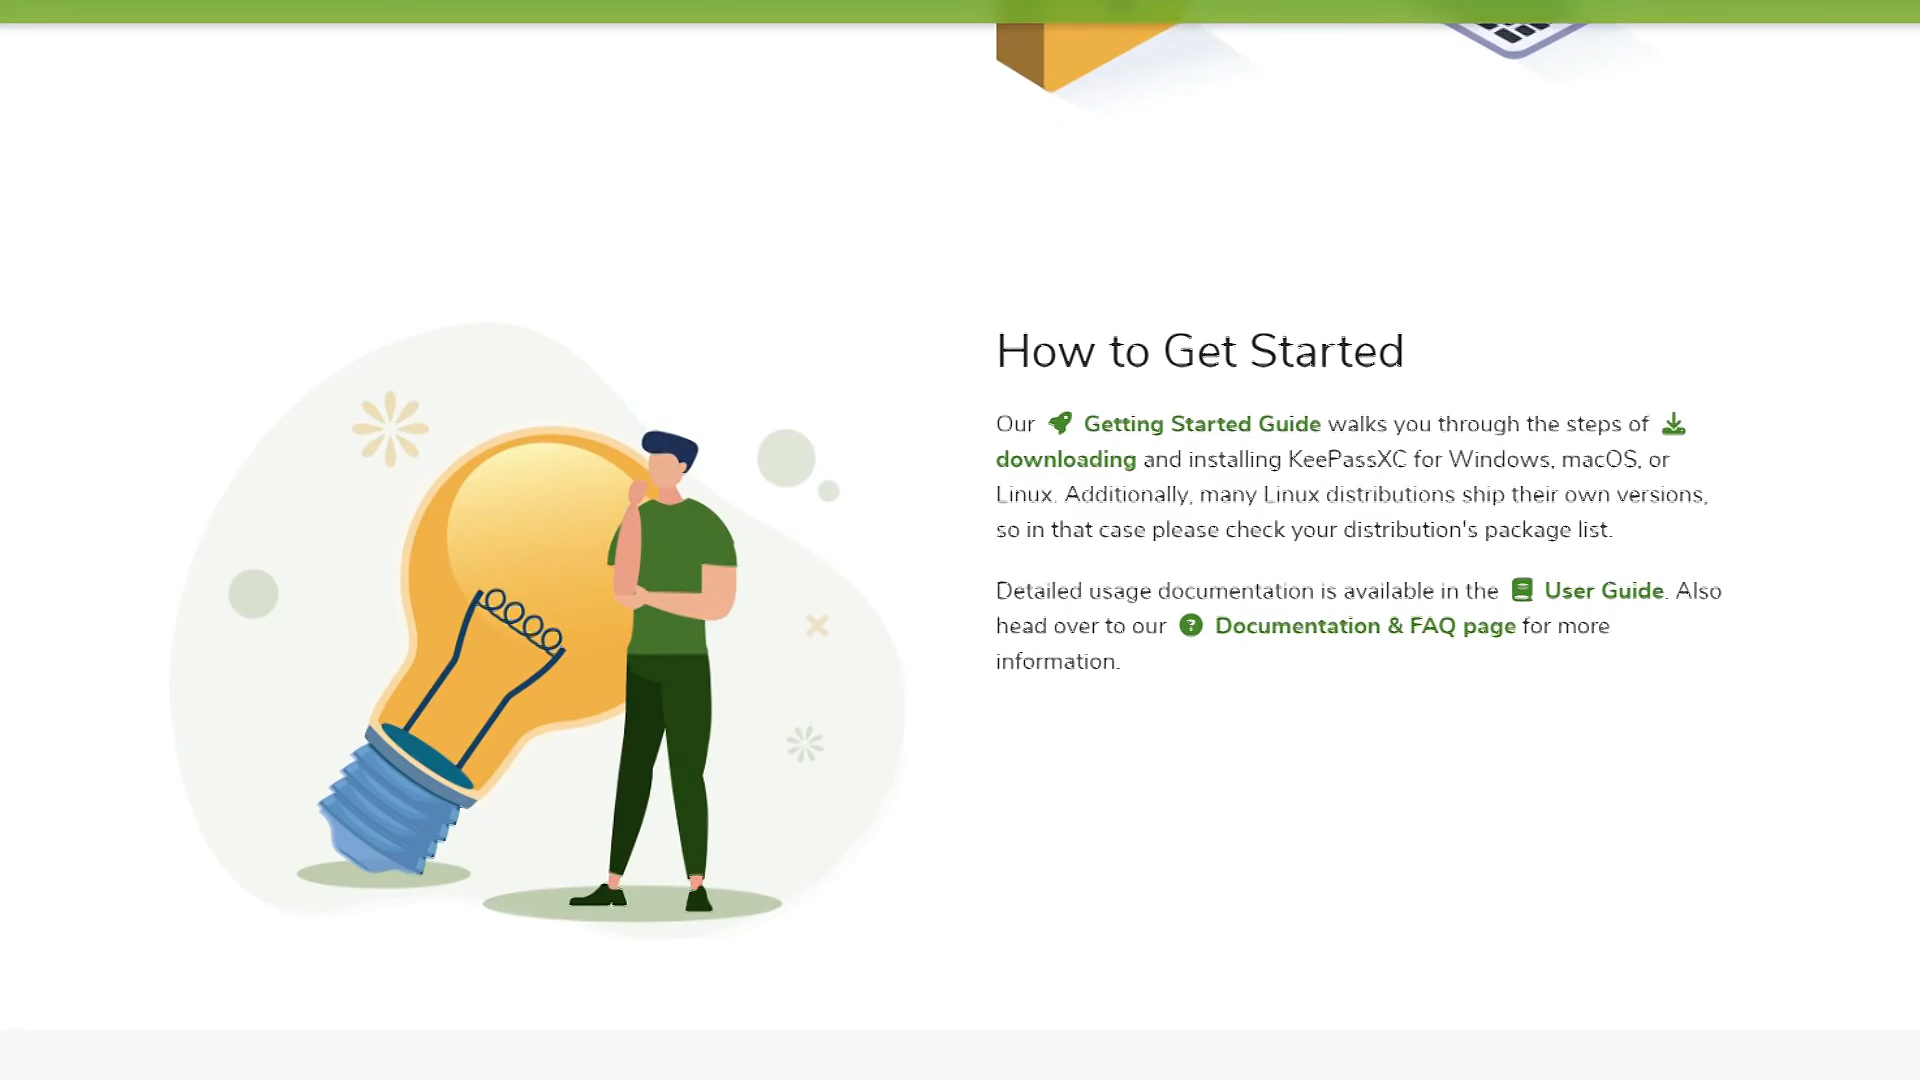 How to Get Started
Our Getting Started Guide walks you through the steps of
downloading and installing KeePassXC for Windows, macOS, or
Linux. Additionally, many Linux distributions ship their own versions,
so in that case please check your distribution's package list.
Detailed usage documentation is available in the User Guide. Also
head over to our Documentation & FAQ page for more
information.